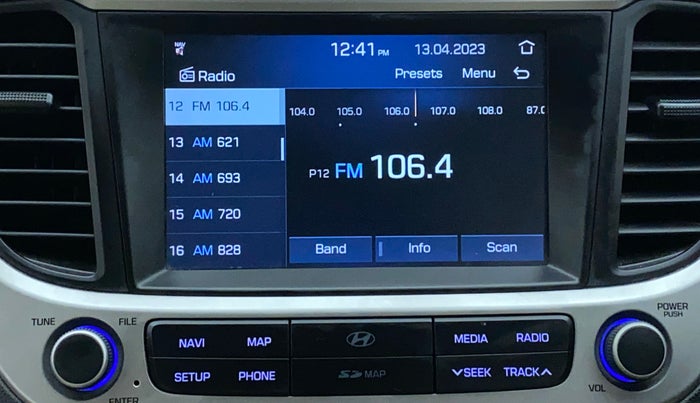 NAV
12:41 PM 13.04.2023
Radio Presets Menu
12 FM 106.4
13 AM 621
14 AM 693
15 AM 720
16 AM 828
104.0 105.0 106.0 107.0 108.0 87.0
P12 FM 106.4
Band Info Scan
TUNE FILE
POWER
PUSH
NAVI MAP
MEDIA RADIO
SETUP PHONE
SD MAP
SEEK TRACK
ENTER
VOL